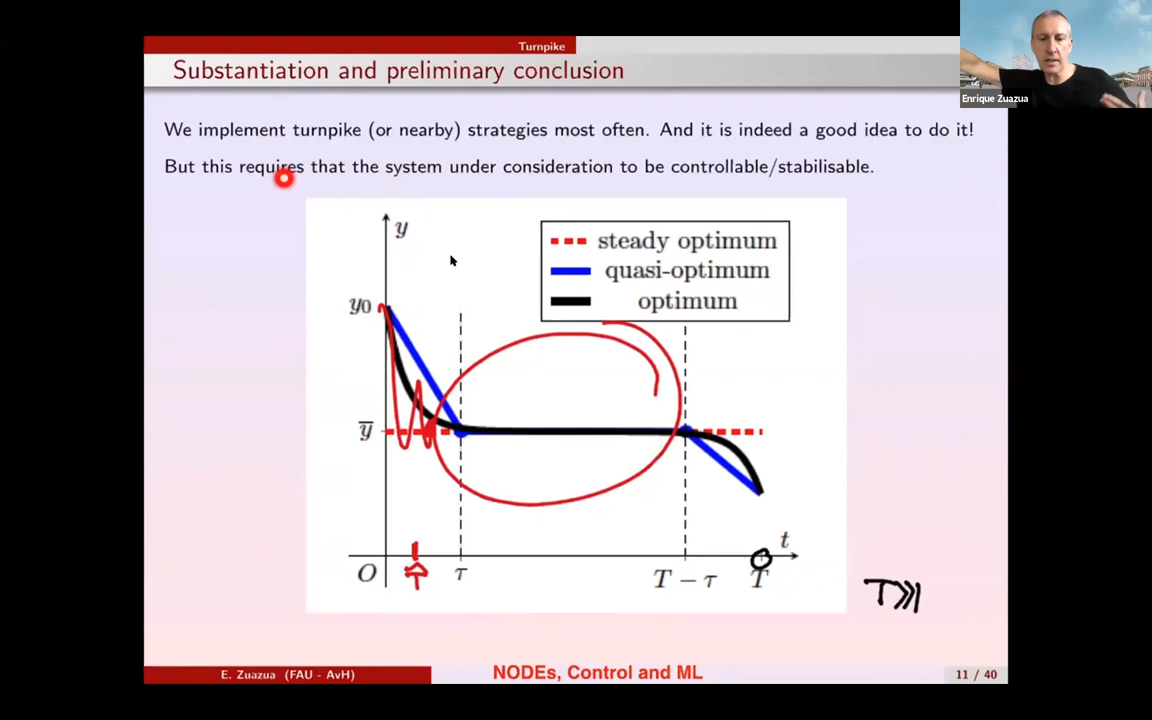 Turnpike
Substantiation and preliminary conclusion
Enrique Zuazua
We implement turnpike (or nearby) strategies most often. And it is indeed a good idea to do it!
But this requires that the system under consideration to be controllable/stabilisable.
y
steady optimum
quasi-optimum
optimum
y0
y̅
t
O
T
τ
T − τ
T
T>>1
E. Zuazua (FAU - AvH)
NODEs, Control and ML
11 / 40